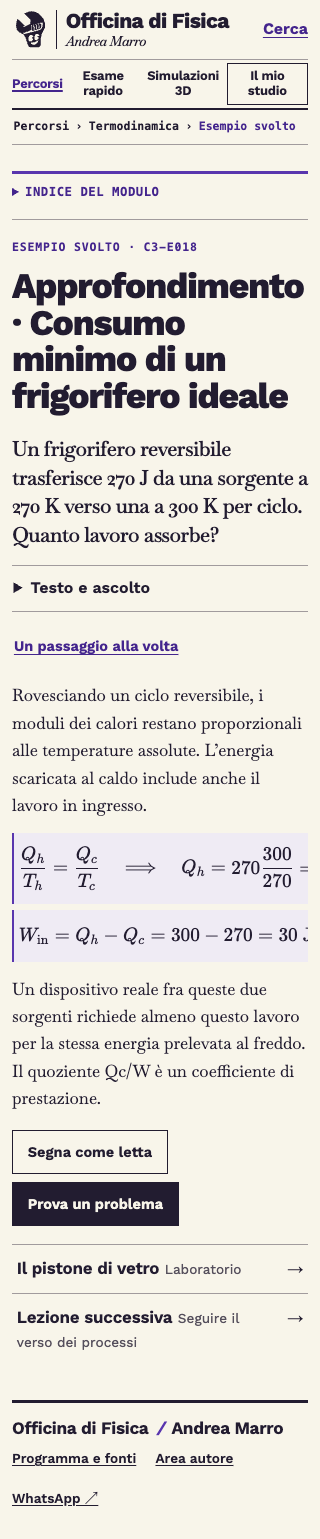 Officina di Fisica
Andrea Marro
Cerca
Percorsi
Esame rapido
Simulazioni 3D
Il mio studio
Percorsi › Termodinamica › Esempio svolto
▶ INDICE DEL MODULO
ESEMPIO SVOLTO · C3–E018
Approfondimento
· Consumo
minimo di un
frigorifero ideale
Un frigorifero reversibile
trasferisce 270 J da una sorgente a
270 K verso una a 300 K per ciclo.
Quanto lavoro assorbe?
▶ Testo e ascolto
Un passaggio alla volta
Rovesciando un ciclo reversibile, i
moduli dei calori restano proporzionali
alle temperature assolute. L’energia
scaricata al caldo include anche il
lavoro in ingresso.
Q_h/T_h = Q_c/T_c ⟹ Q_h = 270 300/270 =
W_in = Q_h − Q_c = 300 − 270 = 30 J
Un dispositivo reale fra queste due
sorgenti richiede almeno questo lavoro
per la stessa energia prelevata al freddo.
Il quoziente Qc/W è un coefficiente di
prestazione.
Segna come letta
Prova un problema
Il pistone di vetro Laboratorio →
Lezione successiva Seguire il →
verso dei processi
Officina di Fisica / Andrea Marro
Programma e fonti Area autore
WhatsApp ↗